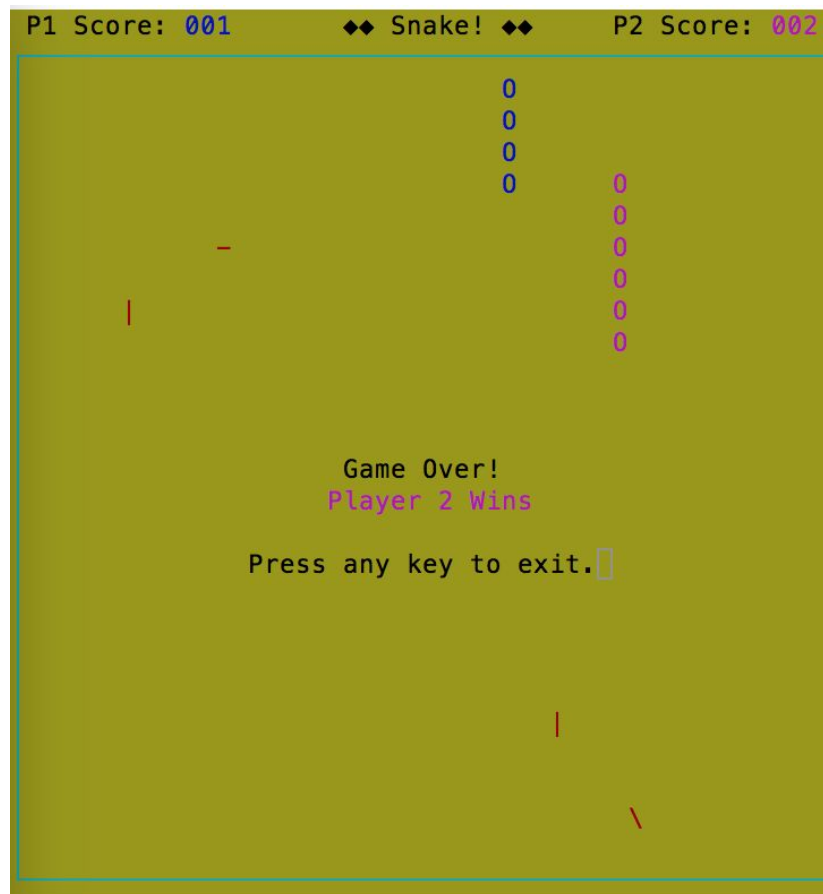 P1 Score: 001 ◆◆ Snake! ◆◆ P2 Score: 002
O
O
O
O O
O
– O
O
| O
O
Game Over!
Player 2 Wins
Press any key to exit.
|
\